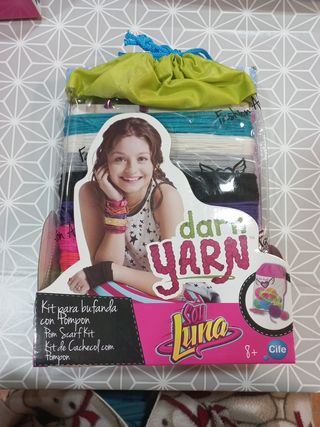 Fashion A
darn
YARN
Kit para bufanda
con Pompon
Pom Scarf Kit
Kit de Cachecol com
Pompon
Soy
Luna
8+
Cife